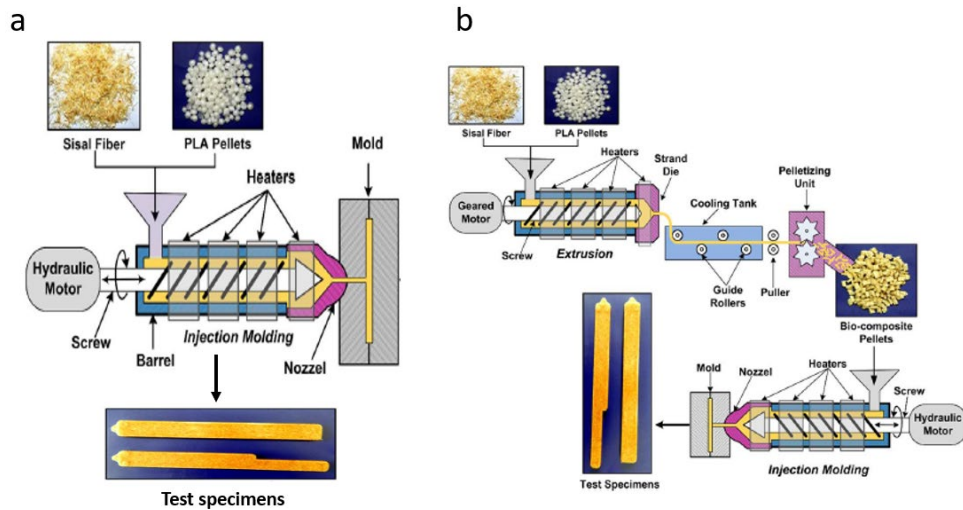 a
Sisal Fiber
PLA Pellets
Mold
Heaters
Hydraulic
Motor
Screw
Barrel
Injection Molding
Nozzel
Test specimens
b
Sisal Fiber
PLA Pellets
Heaters
Strand
Die
Pelletizing
Unit
Cooling Tank
Geared
Motor
Screw
Extrusion
Guide
Rollers
Puller
Bio-composite
Pellets
Mold
Nozzel
Heaters
Screw
Hydraulic
Motor
Injection Molding
Test Specimens